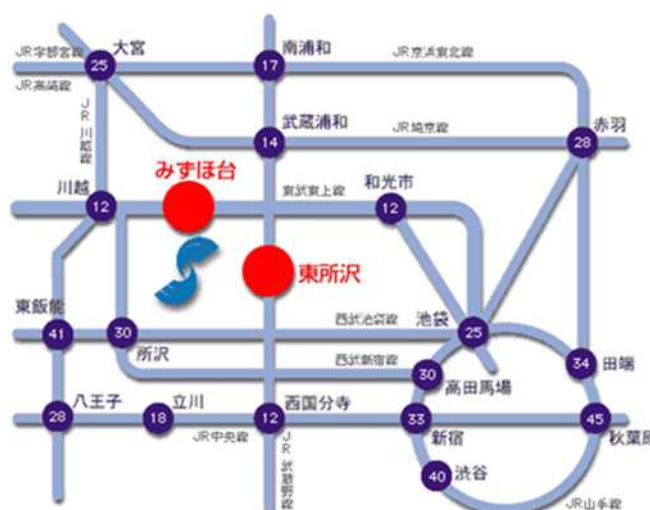 JR宇都宮線
大宮
25
南浦和
17
JR京浜東北線
JR高崎線
JR川越線
武蔵浦和
14
JR埼京線
赤羽
28
みずほ台
川越
12
東武東上線
和光市
12
東所沢
東飯能
41
30
所沢
西武池袋線
池袋
25
西武新宿線
30
高田馬場
34
田端
八王子
28
立川
18
西国分寺
12
33
新宿
45
秋葉原
JR中央線
JR武蔵野線
40
渋谷
JR山手線